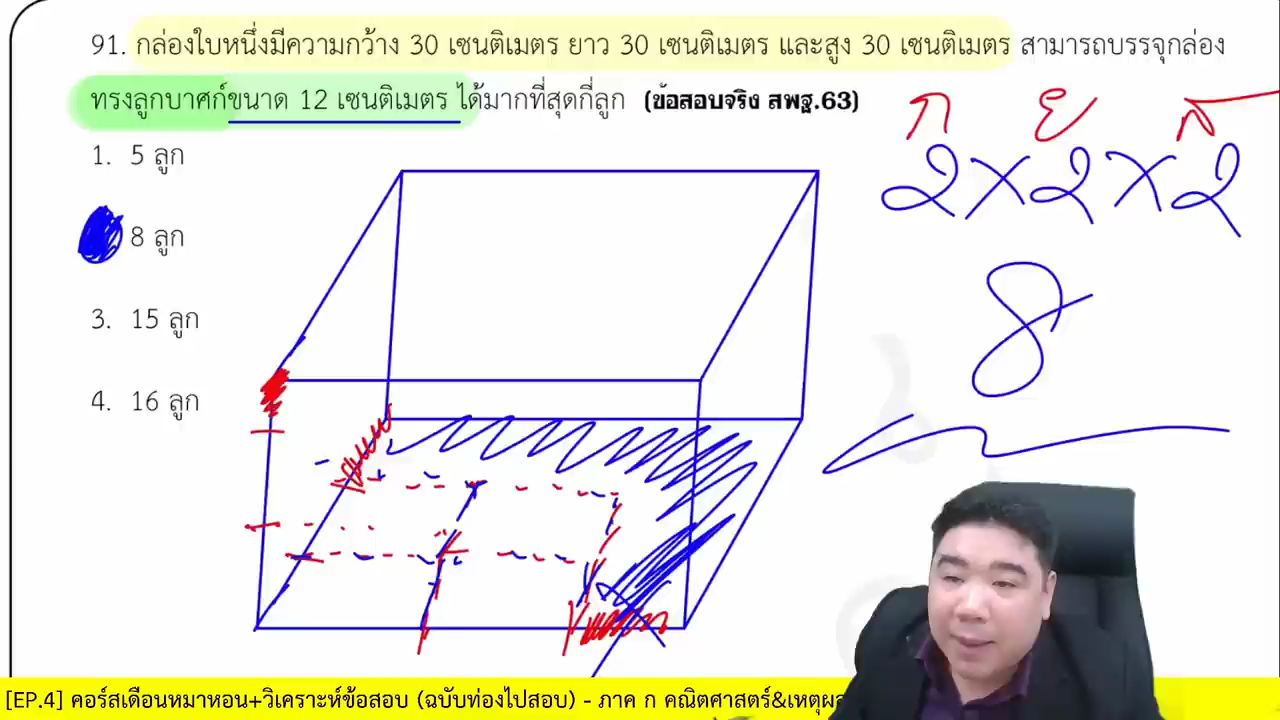 91. กล่องใบหนึ่งมีความกว้าง 30 เซนติเมตร ยาว 30 เซนติเมตร และสูง 30 เซนติเมตร สามารถบรรจุกล่อง
ทรงลูกบาศก์ขนาด 12 เซนติเมตร ได้มากที่สุดกี่ลูก (ข้อสอบจริง สพฐ.63)
ก ย ส
2 × 2 × 2
1. 5 ลูก
8 ลูก
8
3. 15 ลูก
4. 16 ลูก
[EP.4] คอร์สเดือนหมาหอน+วิเคราะห์ข้อสอบ (ฉบับท่องไปสอบ) - ภาค ก คณิตศาสตร์&เหตุผล